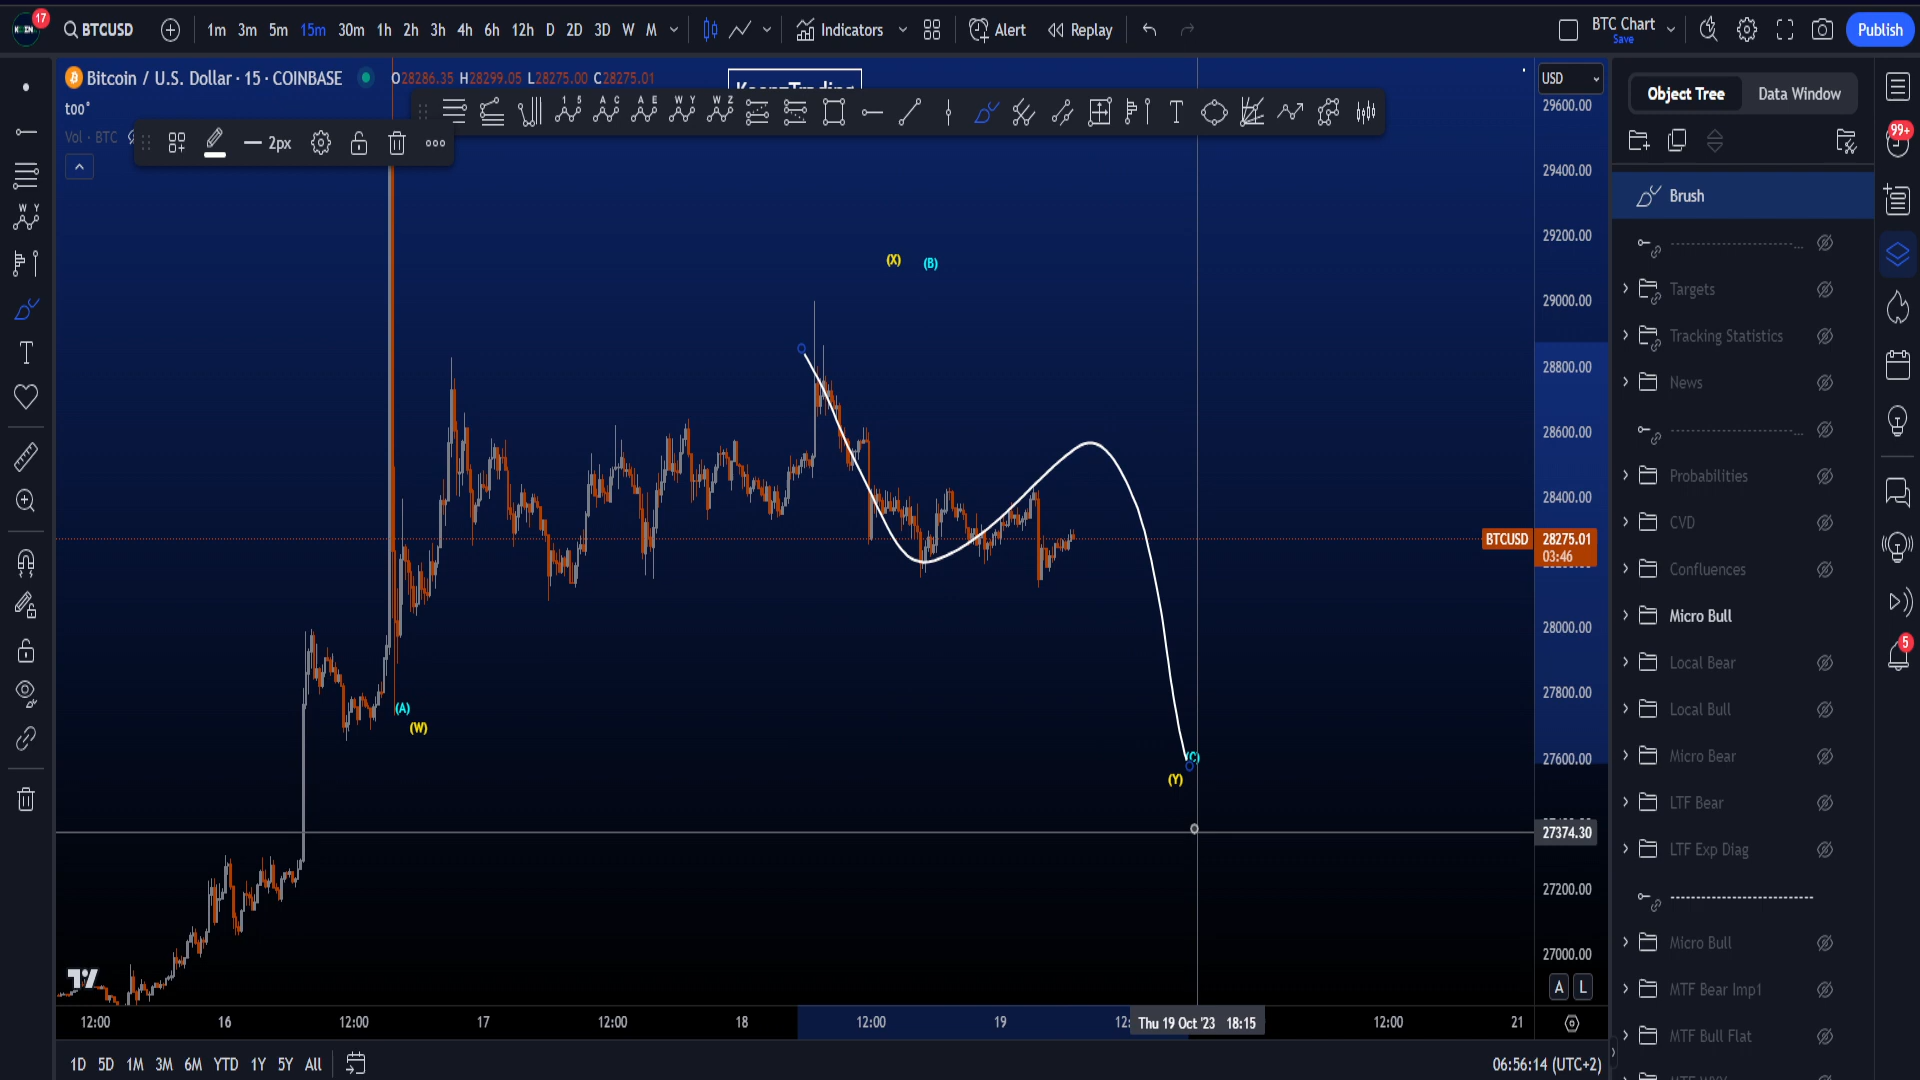 17
BTCUSD
1m 3m 5m 15m 30m 1h 2h 3h 4h 6h 12h D 2D 3D W M
Indicators
Alert
Replay
BTC Chart
Save
Publish
Bitcoin / U.S. Dollar · 15 · COINBASE
O28286.35 H28299.05 L28275.00 C28275.01
KoenzTrading
too*
Vol · BTC
2px
USD
29600.00
29400.00
29200.00
29000.00
28800.00
28600.00
28400.00
BTCUSD 28275.01
03:46
28000.00
27800.00
27600.00
27374.30
27200.00
27000.00
(X) (B)
(A)
(W)
(C)
(Y)
A L
12:00 16 12:00 17 12:00 18 12:00 19 Thu 19 Oct '23 18:15 12:00 21
1D 5D 1M 3M 6M YTD 1Y 5Y All
06:56:14 (UTC+2)
Object Tree
Data Window
Brush
Targets
Tracking Statistics
News
Probabilities
CVD
Confluences
Micro Bull
Local Bear
Local Bull
Micro Bear
LTF Bear
LTF Exp Diag
Micro Bull
MTF Bear Imp1
MTF Bull Flat
99+
5